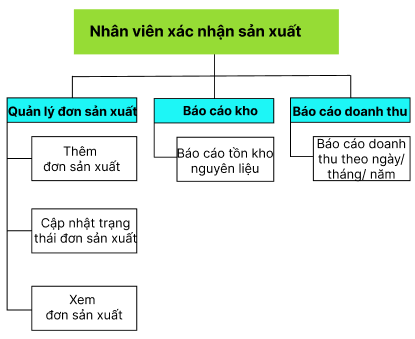 Nhân viên xác nhận sản xuất
Quản lý đơn sản xuất
Báo cáo kho
Báo cáo doanh thu
Thêm
đơn sản xuất
Cập nhật trạng
thái đơn sản xuất
Xem
đơn sản xuất
Báo cáo tồn kho
nguyên liệu
Báo cáo doanh
thu theo ngày/
tháng/ năm